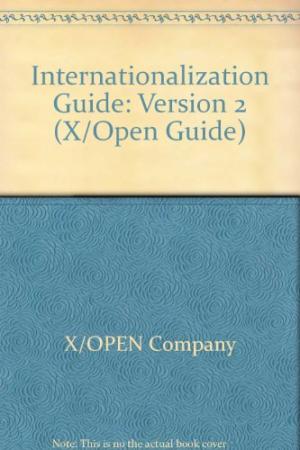 Internationalization
Guide: Version 2
(X/Open Guide)
X/OPEN Company
Note: This is no the actual book cover